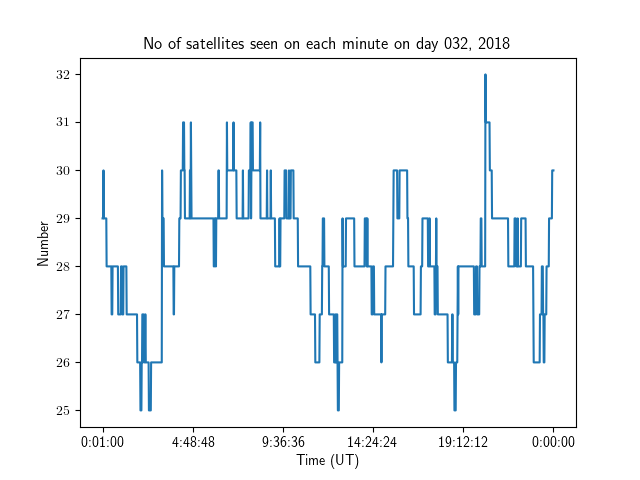 No of satellites seen on each minute on day 032, 2018
32
31
30
29
28
27
26
25
Number
0:01:00 4:48:48 9:36:36 14:24:24 19:12:12 0:00:00
Time (UT)